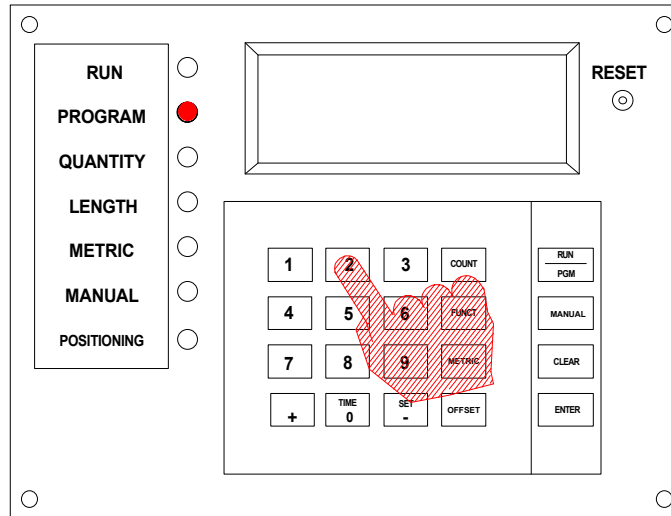 RUN
PROGRAM
QUANTITY
LENGTH
METRIC
MANUAL
POSITIONING
RESET
1 2 3 COUNT
4 5 6 FUNCT
7 8 9 METRIC
+ TIME 0 SET - OFFSET
RUN
PGM
MANUAL
CLEAR
ENTER